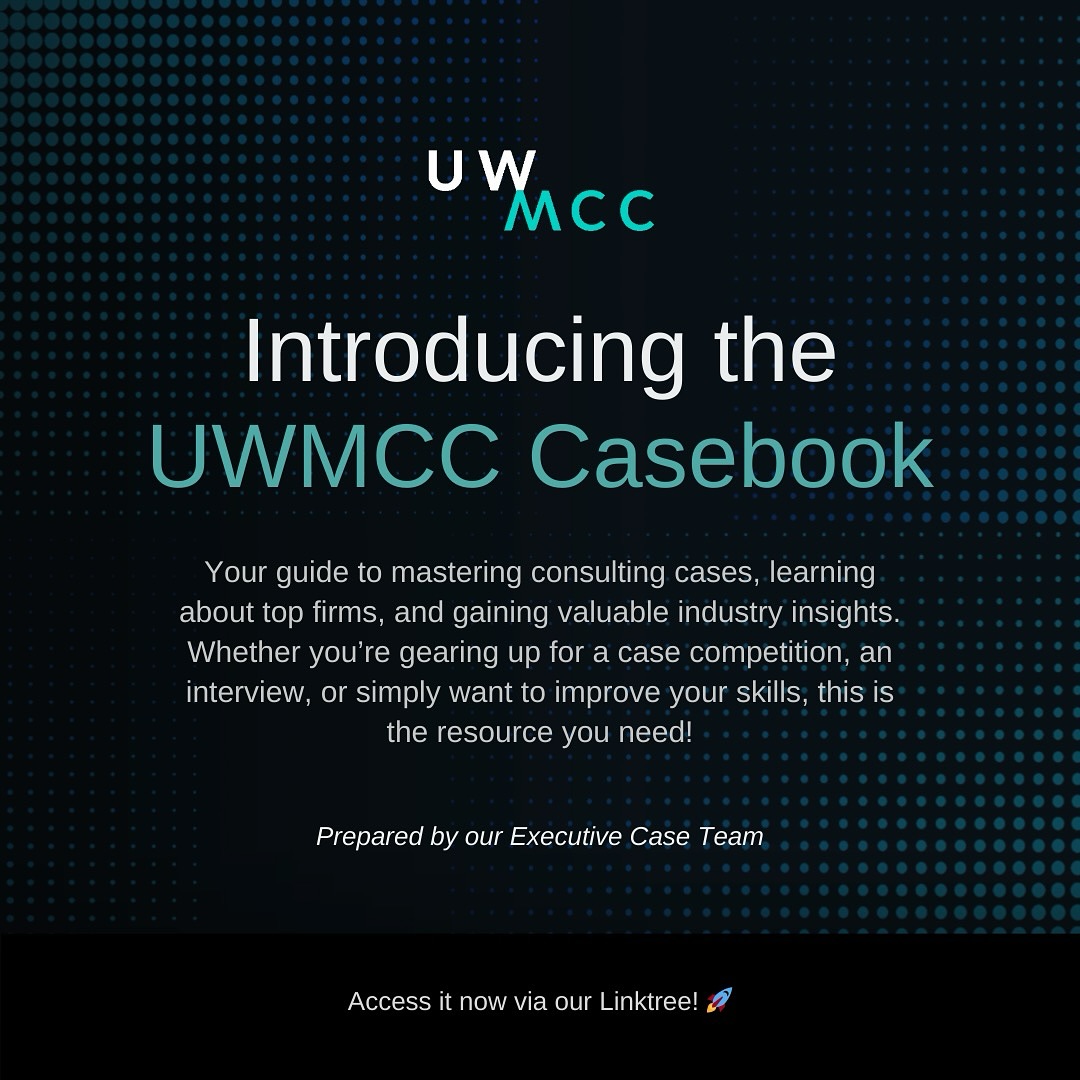 UW
MCC
Introducing the
UWMCC Casebook
Your guide to mastering consulting cases, learning
about top firms, and gaining valuable industry insights.
Whether you’re gearing up for a case competition, an
interview, or simply want to improve your skills, this is
the resource you need!
Prepared by our Executive Case Team
Access it now via our Linktree! 🚀